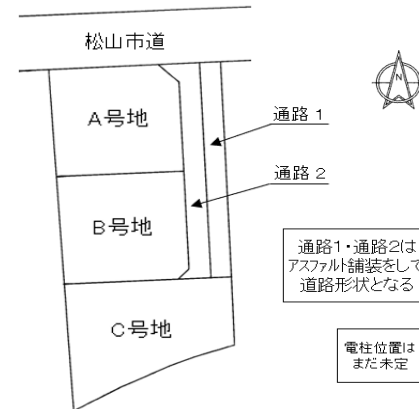 松山市道
N
A号地
通路1
通路2
B号地
通路1・通路2は
アスファルト舗装をして
道路形状となる
C号地
電柱位置は
まだ未定